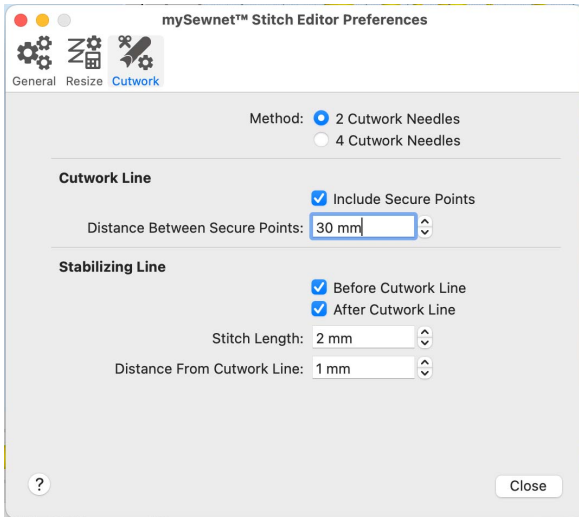 mySewnet™ Stitch Editor Preferences
General Resize Cutwork
Method: 2 Cutwork Needles
4 Cutwork Needles
Cutwork Line
Include Secure Points
Distance Between Secure Points: 30 mm
Stabilizing Line
Before Cutwork Line
After Cutwork Line
Stitch Length: 2 mm
Distance From Cutwork Line: 1 mm
? Close